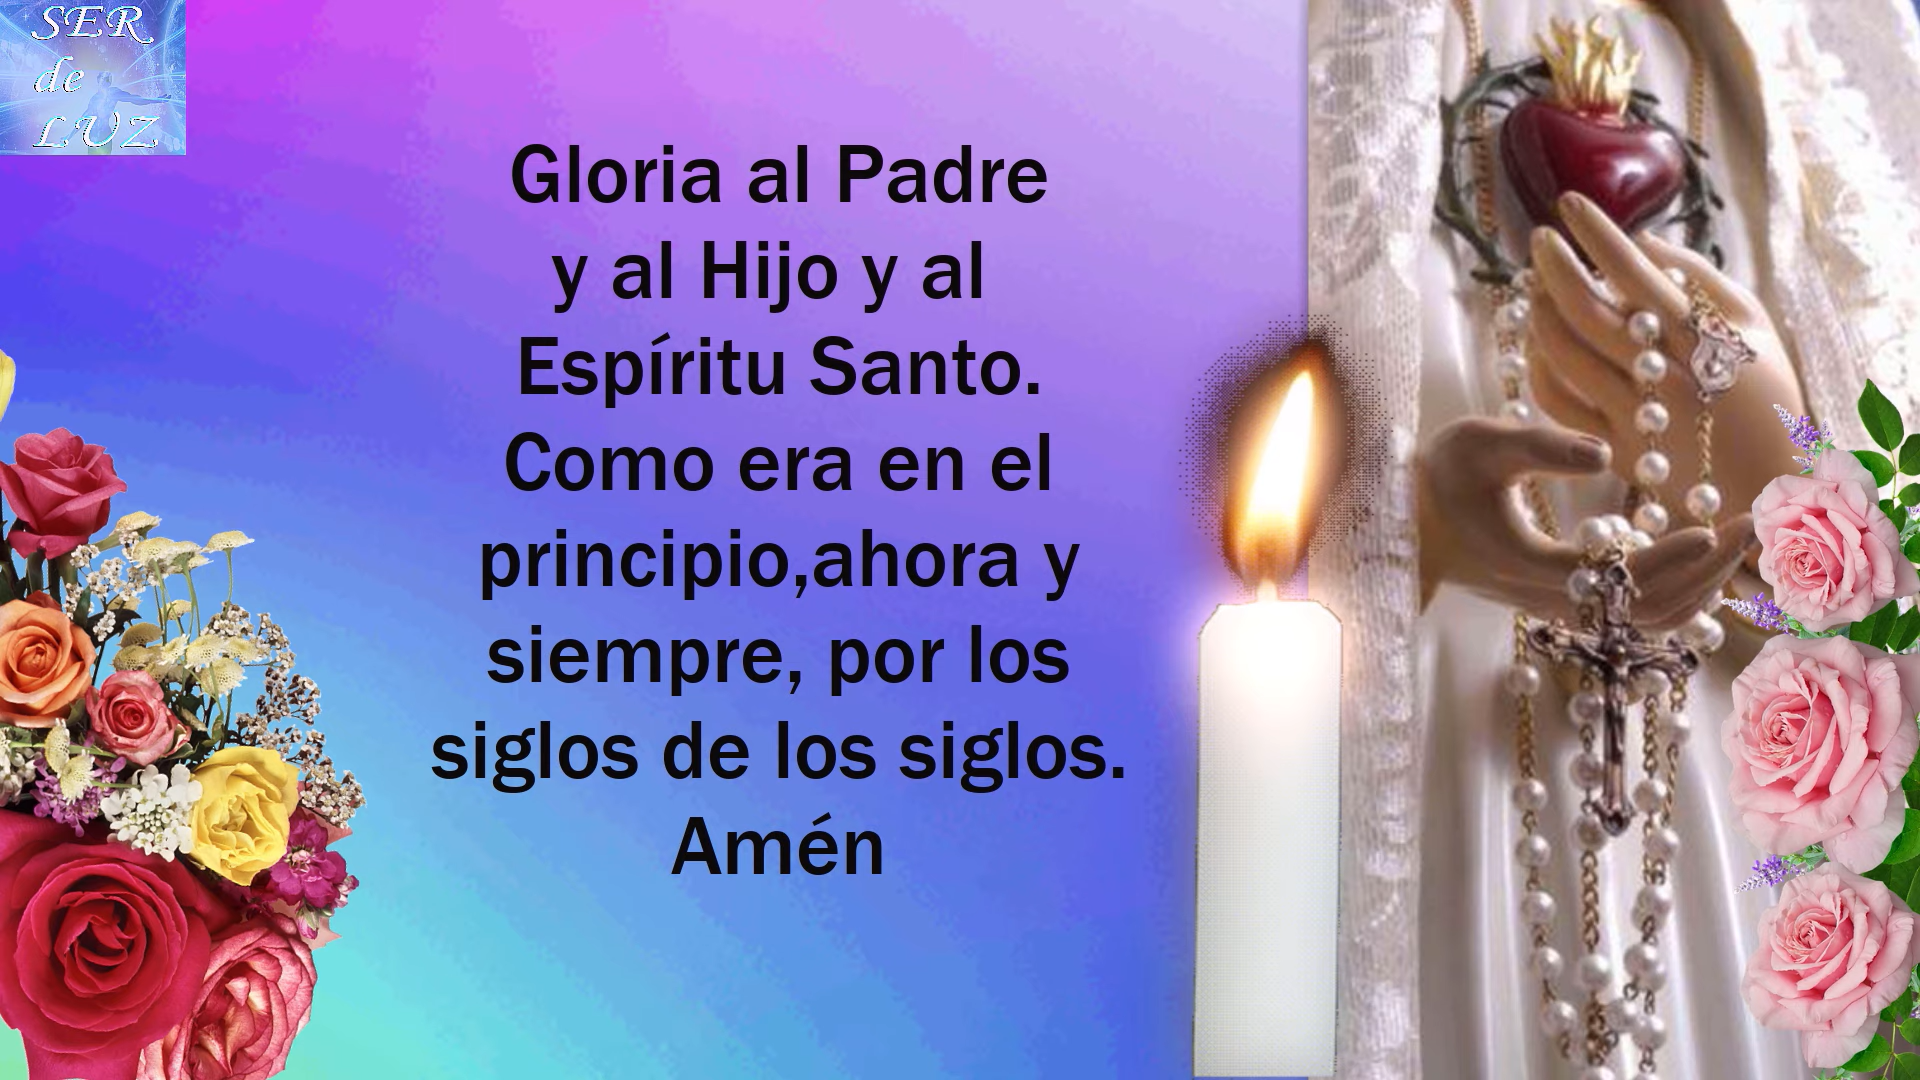 SER
de
LUZ
Gloria al Padre
y al Hijo y al
Espíritu Santo.
Como era en el
principio,ahora y
siempre, por los
siglos de los siglos.
Amén